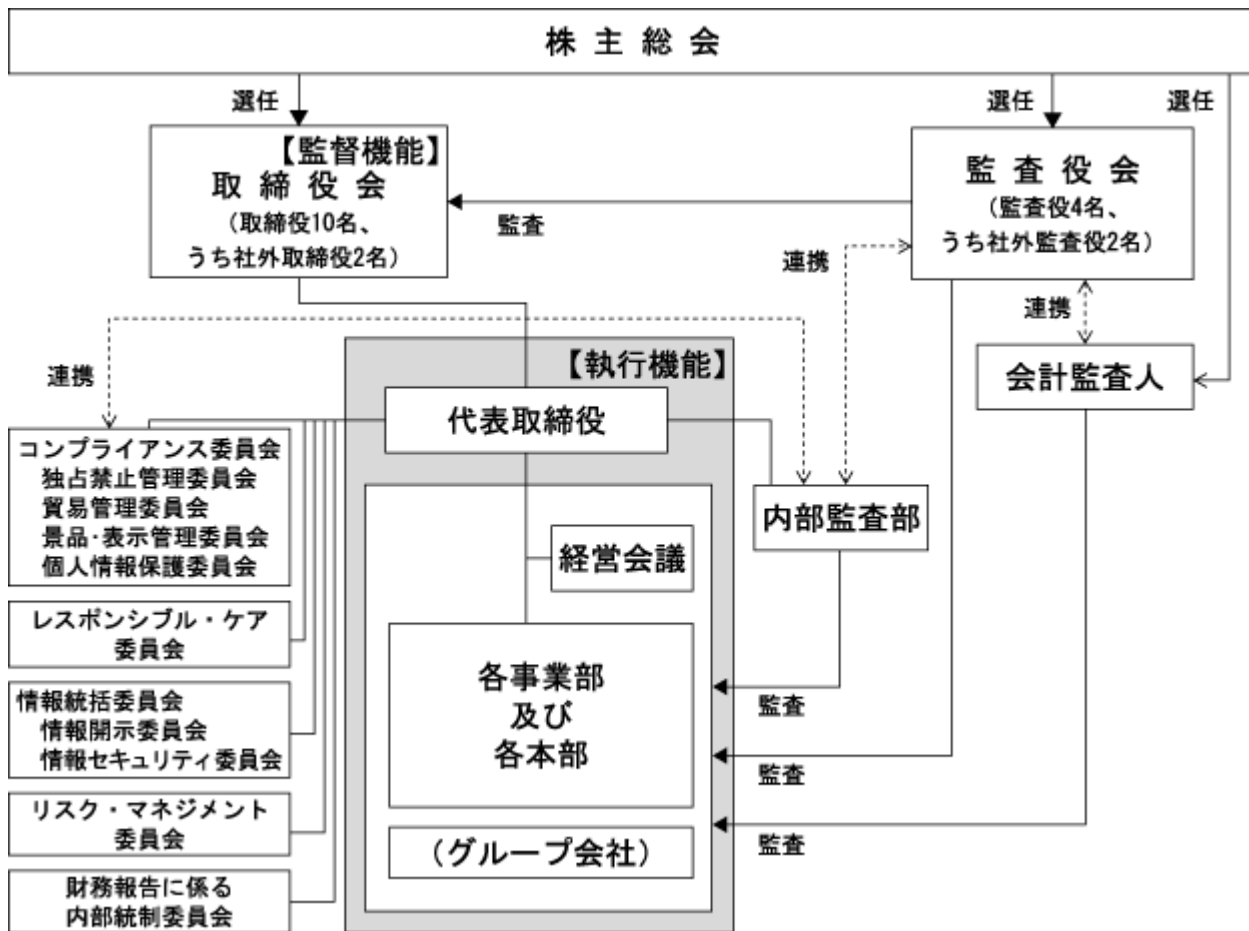 株主総会
選任
選任
選任
【監督機能】
取締役会
(取締役10名、
うち社外取締役2名)
監査
監査役会
(監査役4名、
うち社外監査役2名)
連携
連携
会計監査人
連携
【執行機能】
代表取締役
コンプライアンス委員会
独占禁止管理委員会
貿易管理委員会
景品・表示管理委員会
個人情報保護委員会
内部監査部
経営会議
レスポンシブル・ケア
委員会
各事業部
及び
各本部
監査
情報統括委員会
情報開示委員会
情報セキュリティ委員会
監査
リスク・マネジメント
委員会
監査
(グループ会社)
財務報告に係る
内部統制委員会